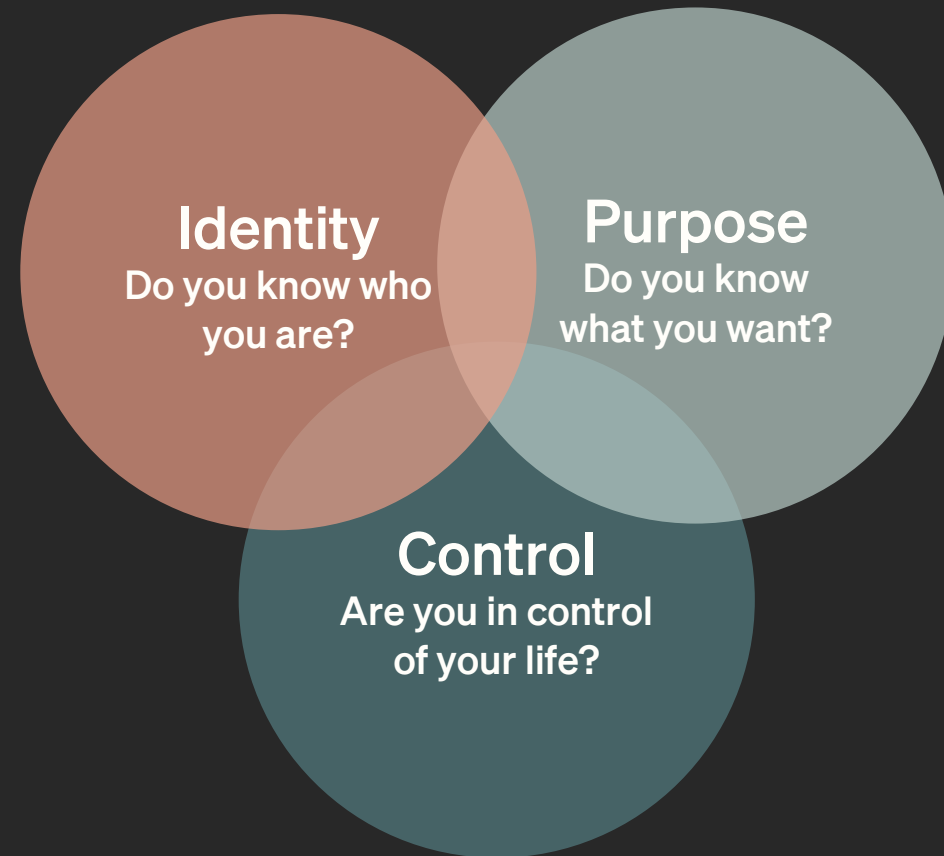 Identity
Do you know who
you are?
Purpose
Do you know
what you want?
Control
Are you in control
of your life?